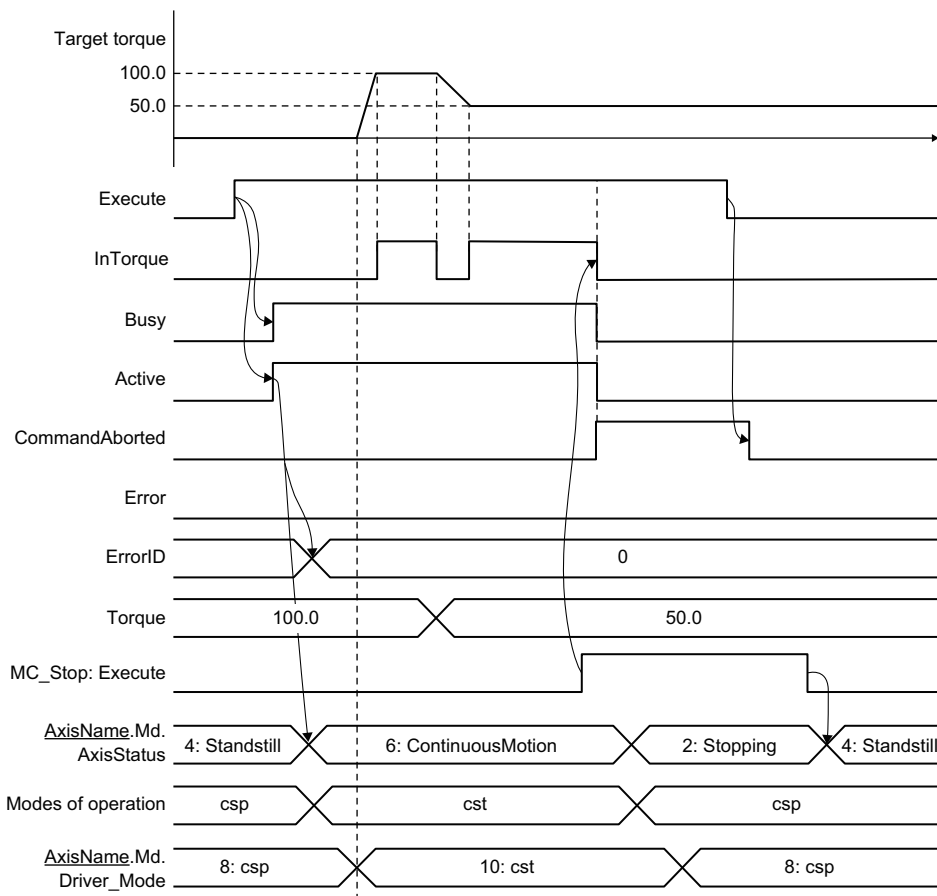 Target torque
100.0
50.0
Execute
InTorque
Busy
Active
CommandAborted
Error
ErrorID
0
Torque
100.0
50.0
MC_Stop: Execute
AxisName.Md.
AxisStatus
4: Standstill
6: ContinuousMotion
2: Stopping
4: Standstill
Modes of operation
csp
cst
csp
AxisName.Md.
Driver_Mode
8: csp
10: cst
8: csp